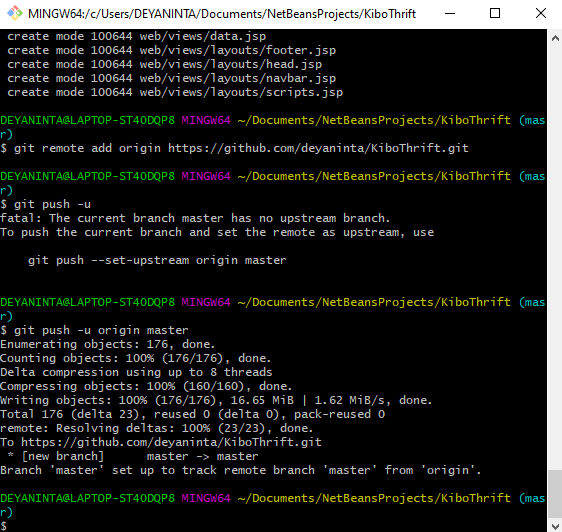 MINGW64:/c/Users/DEYANINTA/Documents/NetBeansProjects/KiboThrift
create mode 100644 web/views/data.jsp
create mode 100644 web/views/layouts/footer.jsp
create mode 100644 web/views/layouts/head.jsp
create mode 100644 web/views/layouts/navbar.jsp
create mode 100644 web/views/layouts/scripts.jsp
DEYANINTA@LAPTOP-ST4ODQP8 MINGW64 ~/Documents/NetBeansProjects/KiboThrift (mas
r)
$ git remote add origin https://github.com/deyaninta/KiboThrift.git
DEYANINTA@LAPTOP-ST4ODQP8 MINGW64 ~/Documents/NetBeansProjects/KiboThrift (mas
r)
$ git push -u
fatal: The current branch master has no upstream branch.
To push the current branch and set the remote as upstream, use
git push --set-upstream origin master
DEYANINTA@LAPTOP-ST4ODQP8 MINGW64 ~/Documents/NetBeansProjects/KiboThrift (mas
r)
$ git push -u origin master
Enumerating objects: 176, done.
Counting objects: 100% (176/176), done.
Delta compression using up to 8 threads
Compressing objects: 100% (160/160), done.
Writing objects: 100% (176/176), 16.65 MiB | 1.62 MiB/s, done.
Total 176 (delta 23), reused 0 (delta 0), pack-reused 0
remote: Resolving deltas: 100% (23/23), done.
To https://github.com/deyaninta/KiboThrift.git
* [new branch]      master -> master
Branch 'master' set up to track remote branch 'master' from 'origin'.
DEYANINTA@LAPTOP-ST4ODQP8 MINGW64 ~/Documents/NetBeansProjects/KiboThrift (mas
r)
$